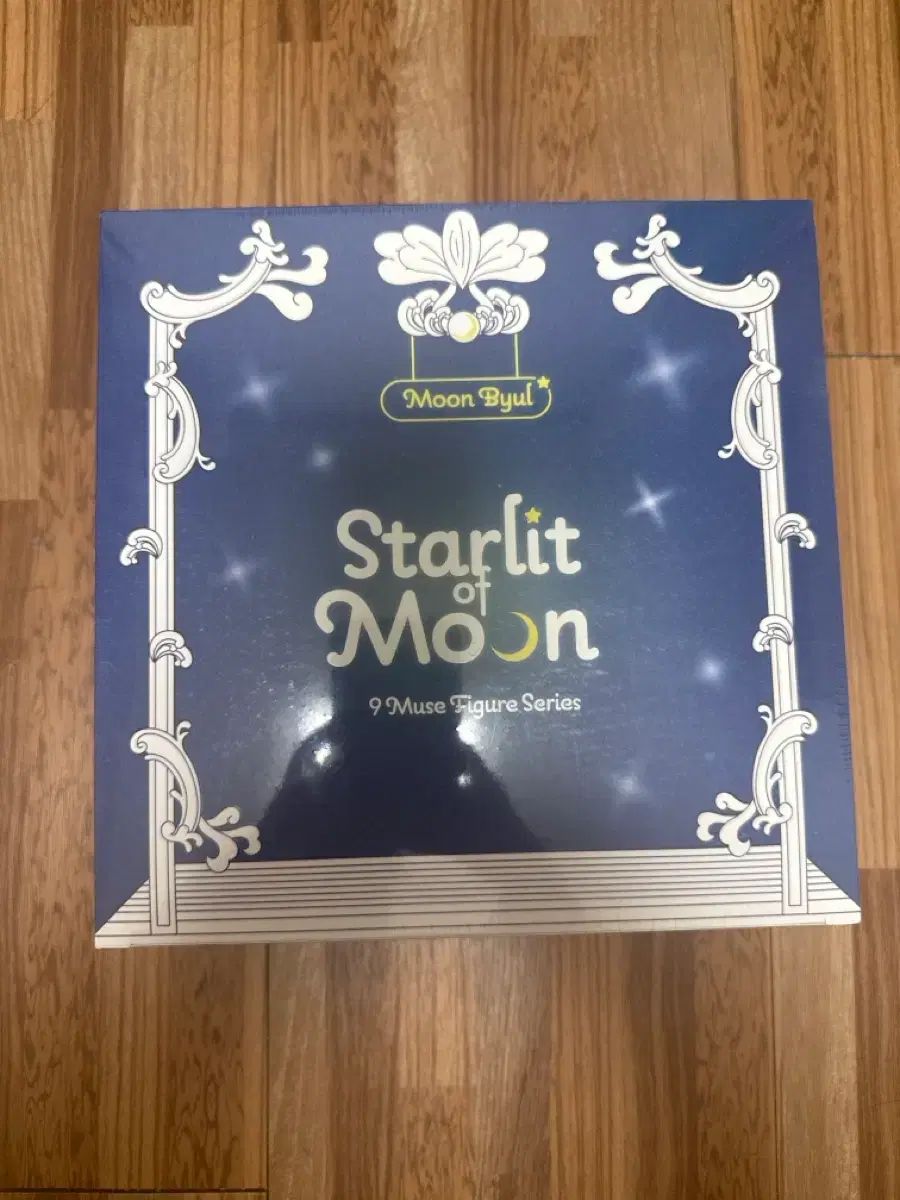 Moon Byul
Starlit
of
Moon
9 Muse Figure Series